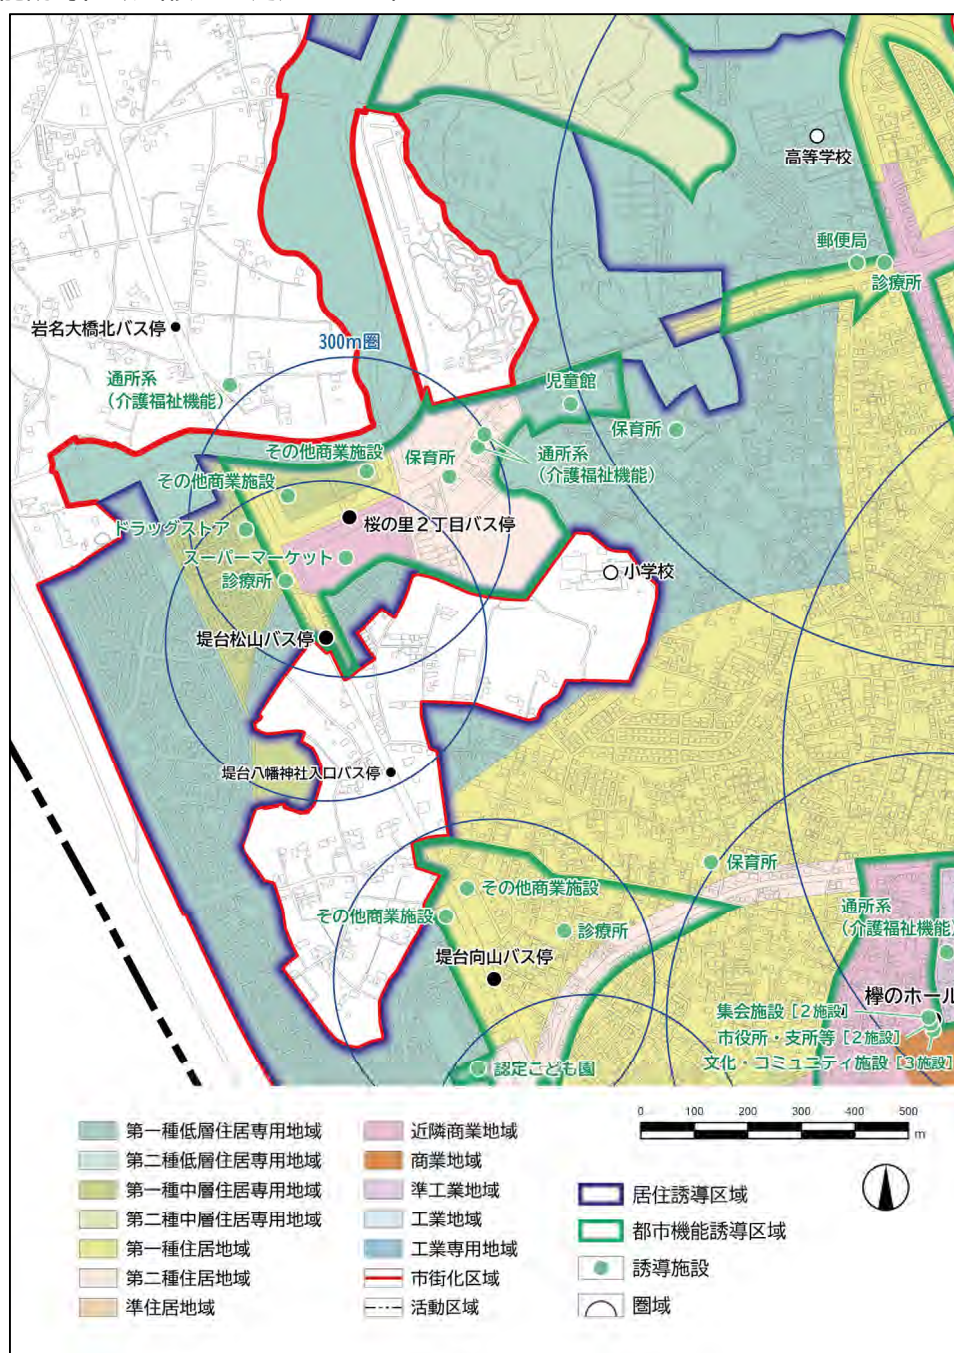 高等学校
郵便局
診療所
岩名大橋北バス停
300m圏
通所系
(介護福祉機能)
児童館
保育所
その他商業施設
保育所
通所系
(介護福祉機能)
その他商業施設
ドラッグストア
桜の里２丁目バス停
スーパーマーケット
診療所
小学校
堤台松山バス停
堤台八幡神社入口バス停
保育所
その他商業施設
その他商業施設
診療所
通所系
(介護福祉機能)
堤台向山バス停
欅のホール
集会施設［２施設］
市役所・支所等［２施設］
文化・コミュニティ施設［３施設］
認定こども園
第一種低層住居専用地域
第二種低層住居専用地域
第一種中層住居専用地域
第二種中層住居専用地域
第一種住居地域
第二種住居地域
準住居地域
近隣商業地域
商業地域
準工業地域
工業地域
工業専用地域
市街化区域
活動区域
0 100 200 300 400 500
m
居住誘導区域
都市機能誘導区域
誘導施設
圏域